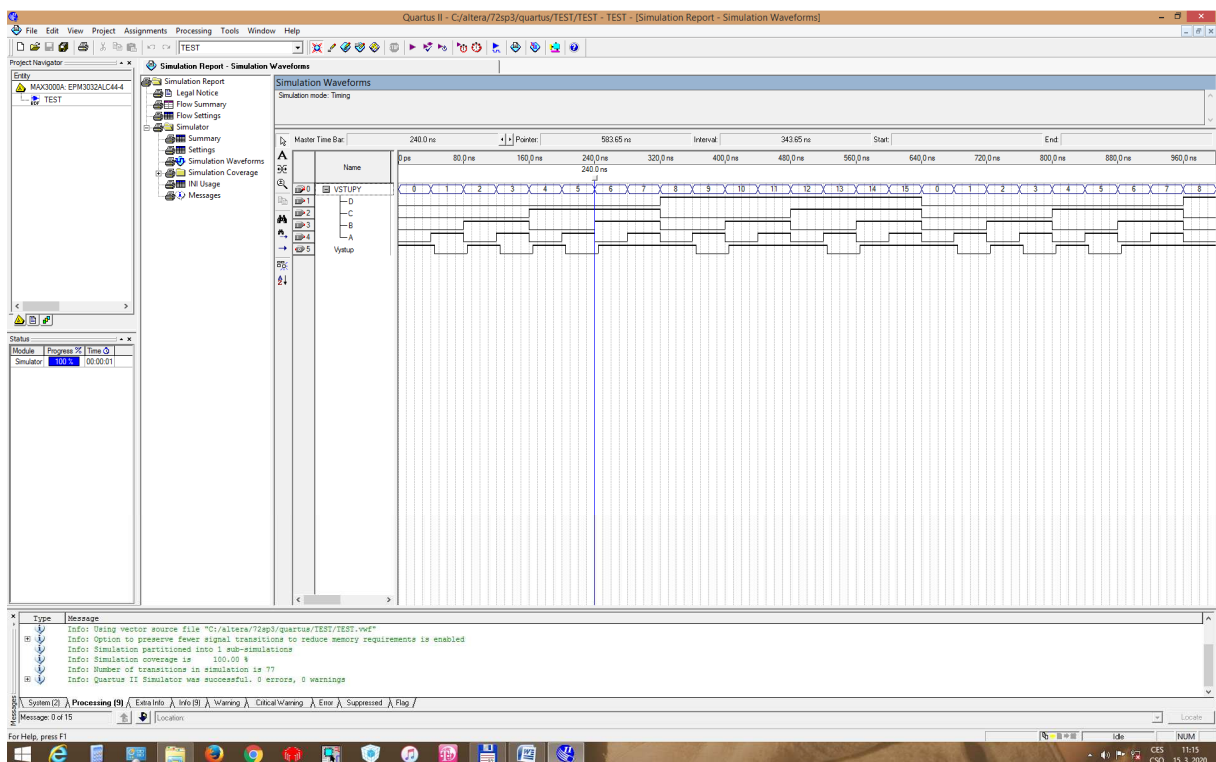 Quartus II - C:/altera/72sp3/quartus/TEST/TEST - TEST - [Simulation Report - Simulation Waveforms]
File Edit View Project Assignments Processing Tools Window Help
TEST
Project Navigator
Simulation Report - Simulation Waveforms
Entity
MAX3000A: EPM3032ALC44-4
TEST
Simulation Report
Legal Notice
Flow Summary
Flow Settings
Simulator
Summary
Settings
Simulation Waveforms
Simulation Coverage
INI Usage
Messages
Simulation Waveforms
Simulation mode: Timing
Master Time Bar: 240.0 ns Pointer: 583.65 ns Interval: 343.65 ns Start: End:
Name
0 ps 80.0 ns 160.0 ns 240.0 ns 320.0 ns 400.0 ns 480.0 ns 560.0 ns 640.0 ns 720.0 ns 800.0 ns 880.0 ns 960.0 ns
240.0 ns
0 VSTUPY 0 1 2 3 4 5 6 7 8 9 10 11 12 13 14 15 0 1 2 3 4 5 6 7 8
1 D
2 C
3 B
4 A
5 Vystup
Status
Module Progress % Time
Simulator 100 % 00:00:01
Type Message
Info: Using vector source file "C:/altera/72sp3/quartus/TEST/TEST.vwf"
Info: Option to preserve fewer signal transitions to reduce memory requirements is enabled
Info: Simulation partitioned into 1 sub-simulations
Info: Simulation coverage is 100.00 %
Info: Number of transitions in simulation is 77
Info: Quartus II Simulator was successful. 0 errors, 0 warnings
Messages
System (2) Processing (9) Extra Info Info (9) Warning Critical Warning Error Suppressed Flag
Message: 0 of 15 Location: Locate
For Help, press F1 Idle NUM
CES 11:15
CSQ 15. 3. 2020